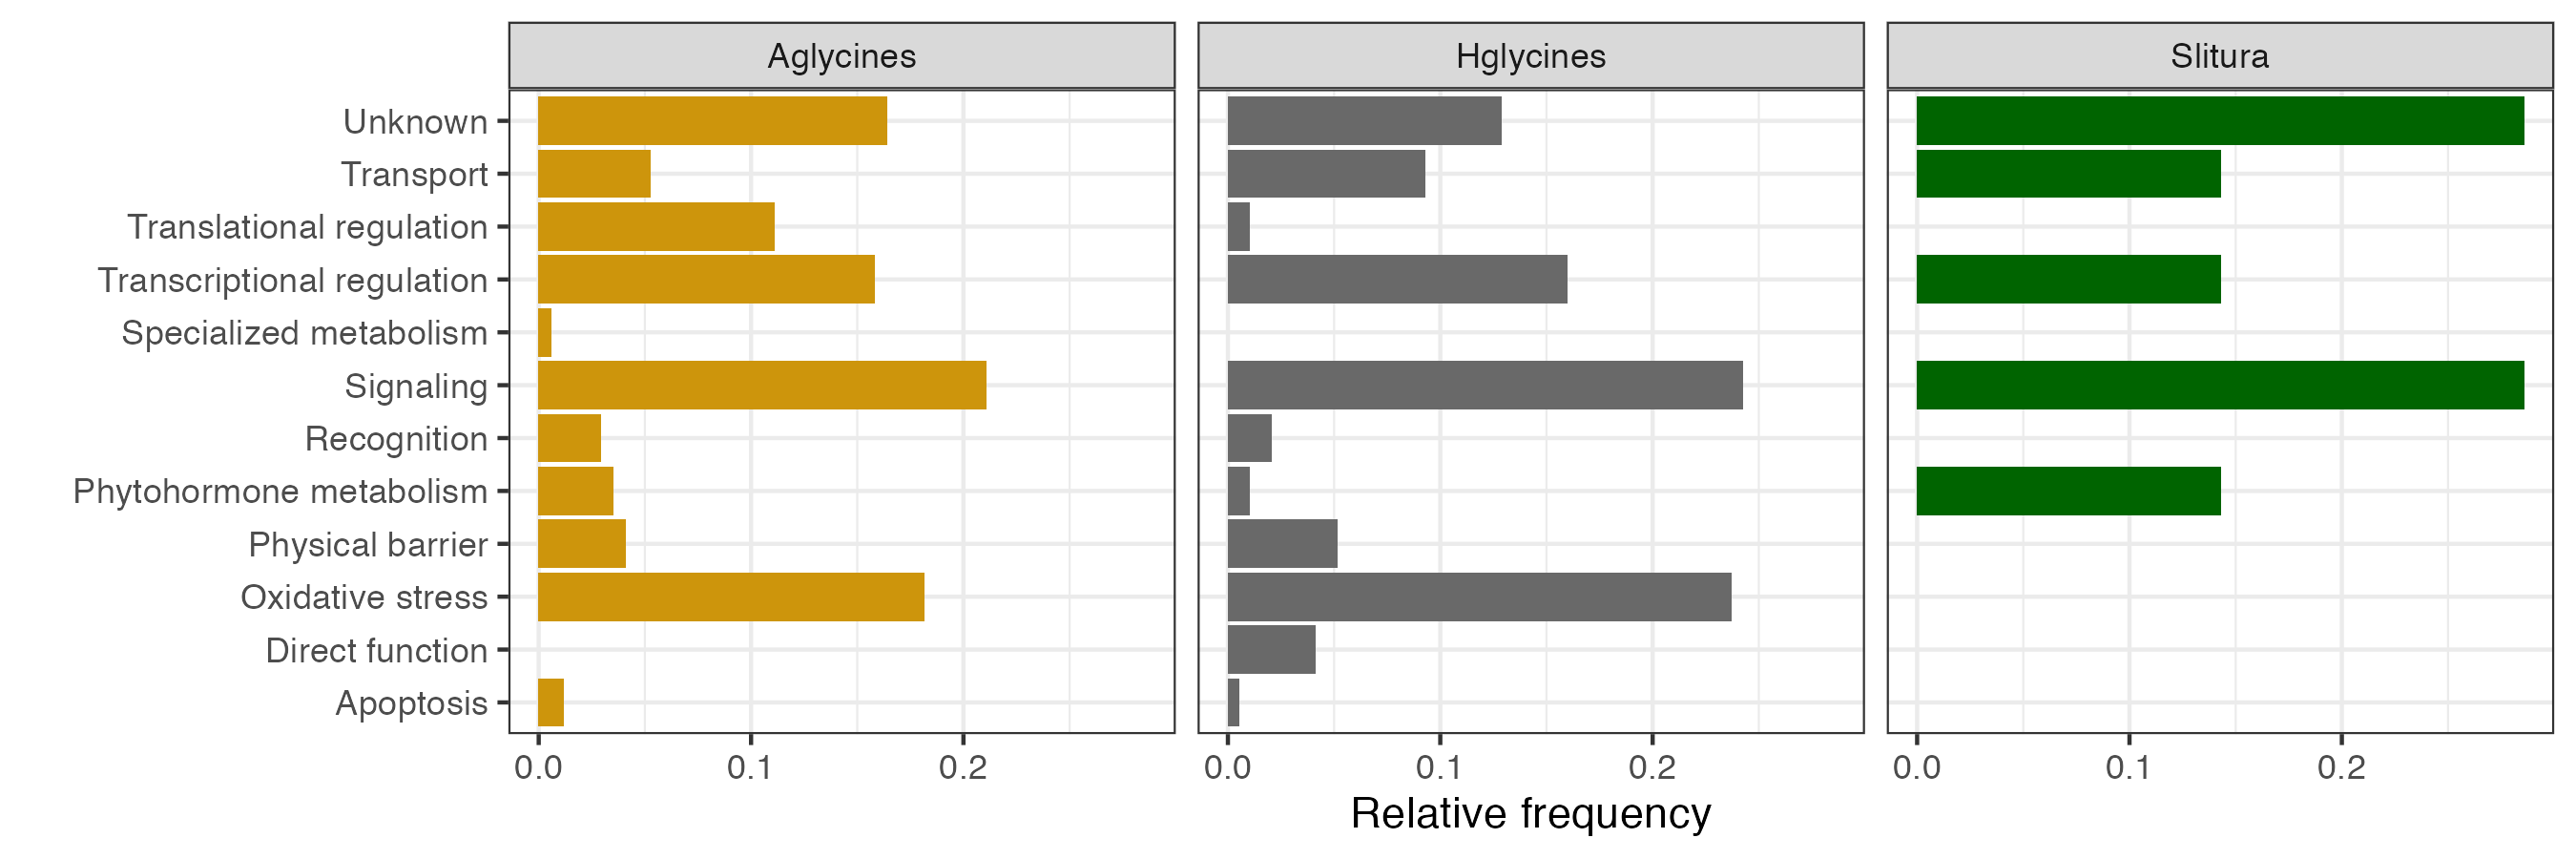 Aglycines
Hglycines
Slitura
Unknown
Transport
Translational regulation
Transcriptional regulation
Specialized metabolism
Signaling
Recognition
Phytohormone metabolism
Physical barrier
Oxidative stress
Direct function
Apoptosis
0.0 0.1 0.2
0.0 0.1 0.2
0.0 0.1 0.2
Relative frequency